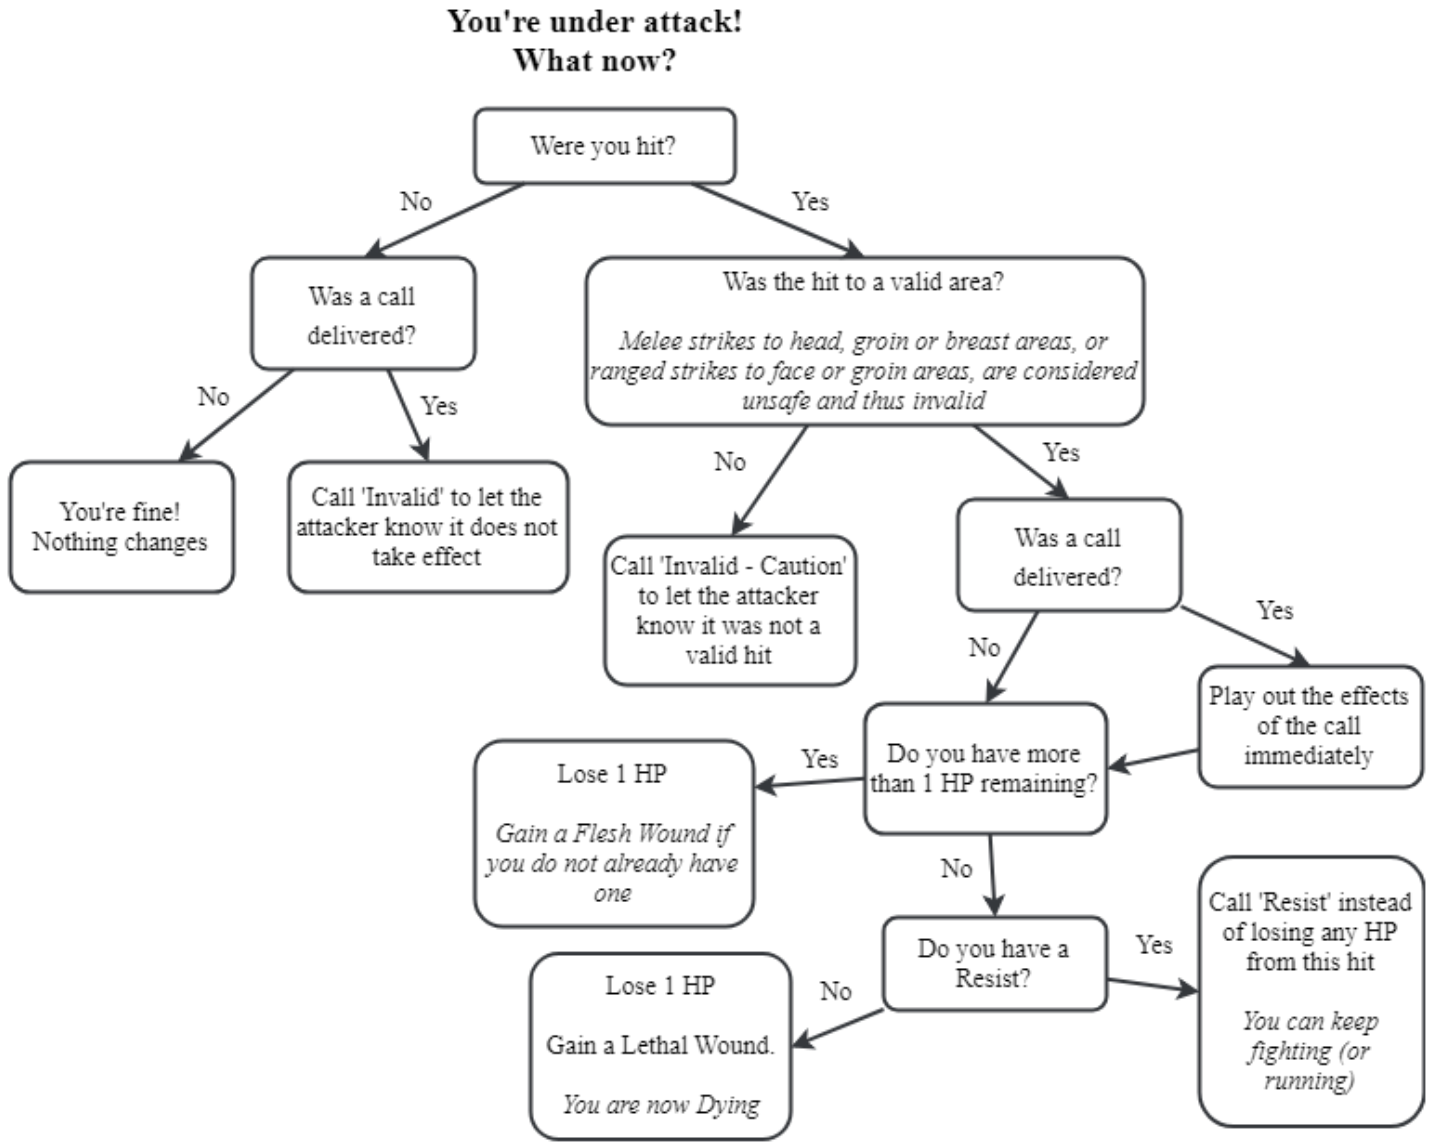 You're under attack!
What now?
Were you hit?
No
Yes
Was a call
delivered?
Was the hit to a valid area?
Melee strikes to head, groin or breast areas, or
ranged strikes to face or groin areas, are considered
unsafe and thus invalid
No
Yes
No
Yes
You're fine!
Nothing changes
Call 'Invalid' to let the
attacker know it does not
take effect
Call 'Invalid - Caution'
to let the attacker
know it was not a
valid hit
Was a call
delivered?
No
Yes
Play out the effects
of the call
immediately
Do you have more
than 1 HP remaining?
Yes
Lose 1 HP
Gain a Flesh Wound if
you do not already have
one
No
Do you have a
Resist?
Yes
Call 'Resist' instead
of losing any HP
from this hit
You can keep
fighting (or
running)
No
Lose 1 HP
Gain a Lethal Wound.
You are now Dying